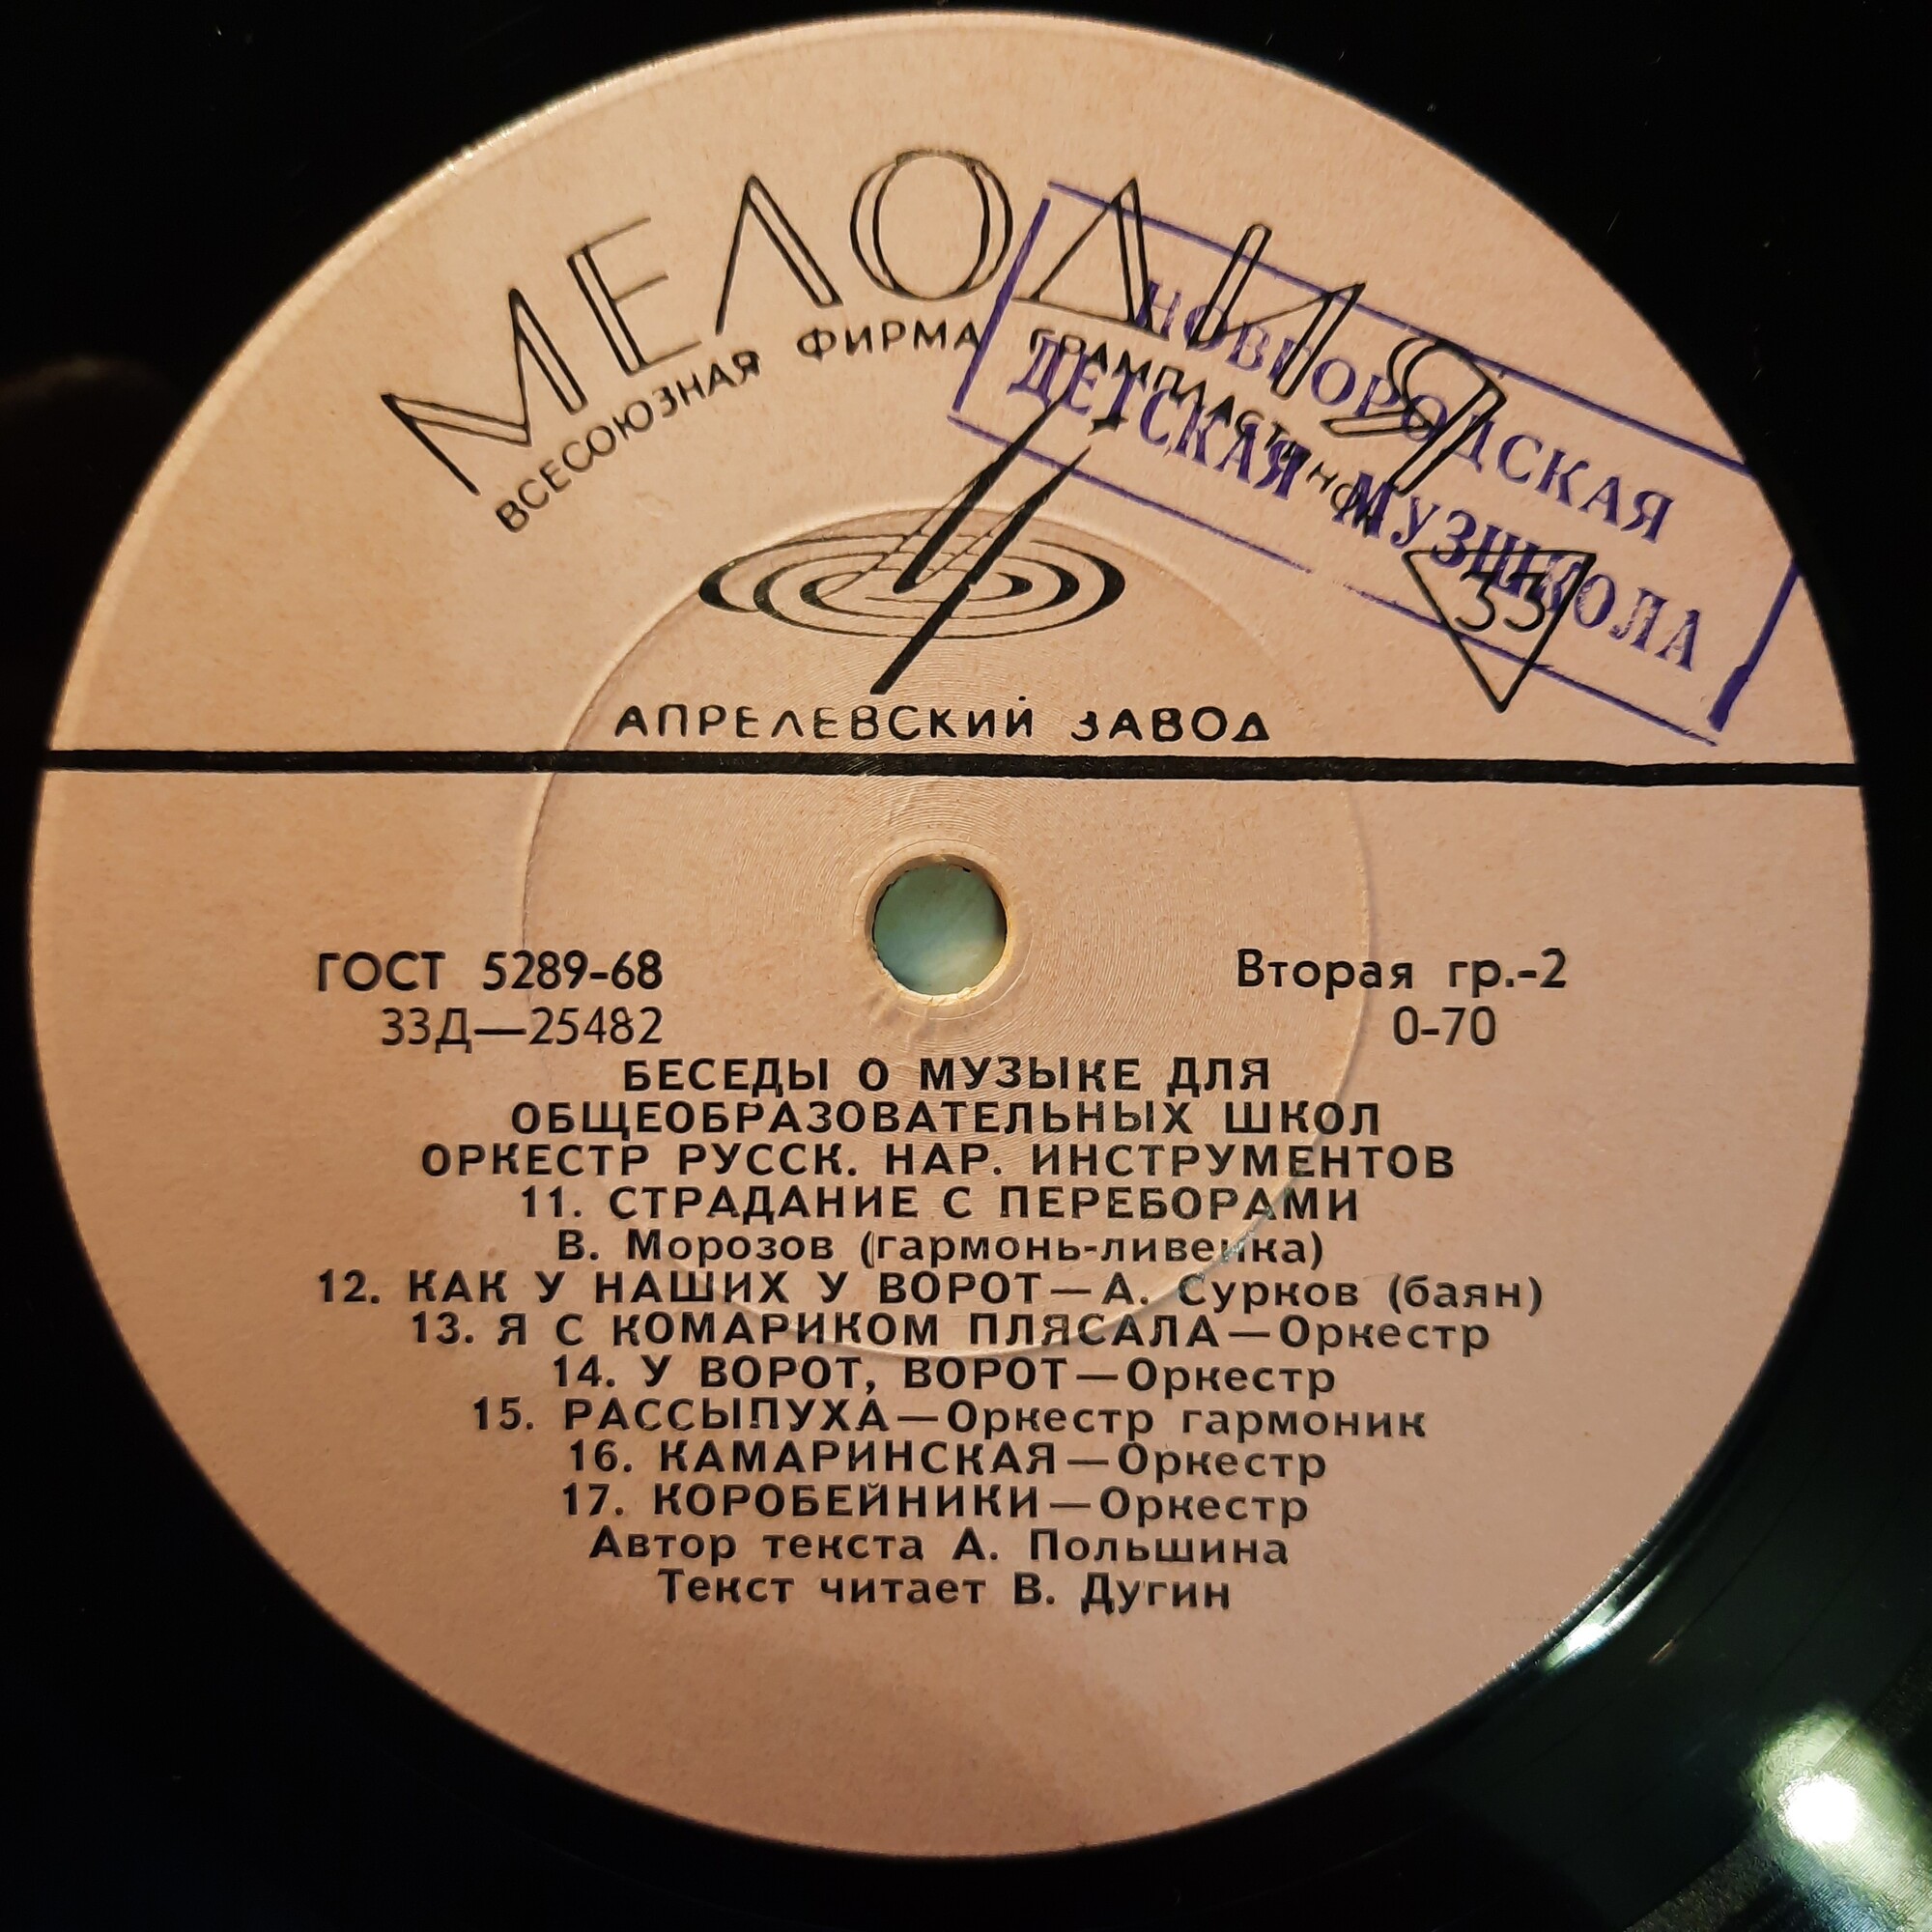 МЕЛОДИЯ
ВСЕСОЮЗНАЯ ФИРМА ГРАМПЛАСТИНОК
НОВГОРОДСКАЯ
ДЕТСКАЯ МУЗШКОЛА
33
АПРЕЛЕВСКИЙ ЗАВОД
ГОСТ 5289-68 Вторая гр.-2
33Д—25482 0-70
БЕСЕДЫ О МУЗЫКЕ ДЛЯ
ОБЩЕОБРАЗОВАТЕЛЬНЫХ ШКОЛ
ОРКЕСТР РУССК. НАР. ИНСТРУМЕНТОВ
11. СТРАДАНИЕ С ПЕРЕБОРАМИ
В. Морозов (гармонь-ливенка)
12. КАК У НАШИХ У ВОРОТ—А. Сурков (баян)
13. Я С КОМАРИКОМ ПЛЯСАЛА—Оркестр
14. У ВОРОТ, ВОРОТ—Оркестр
15. РАССЫПУХА—Оркестр гармоник
16. КАМАРИНСКАЯ—Оркестр
17. КОРОБЕЙНИКИ—Оркестр
Автор текста А. Польшина
Текст читает В. Дугин